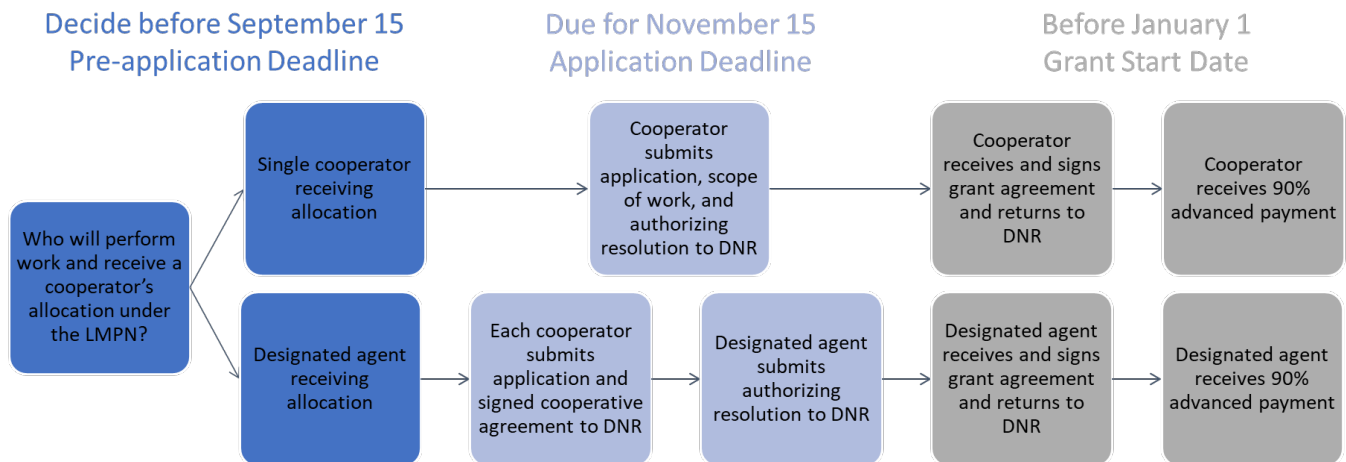 Decide before September 15
Pre-application Deadline
Due for November 15
Application Deadline
Before January 1
Grant Start Date
Who will perform
work and receive a
cooperator’s
allocation under
the LMPN?
Single cooperator
receiving
allocation
Cooperator
submits
application, scope
of work, and
authorizing
resolution to DNR
Cooperator
receives and signs
grant agreement
and returns to
DNR
Cooperator
receives 90%
advanced payment
Designated agent
receiving
allocation
Each cooperator
submits
application and
signed cooperative
agreement to DNR
Designated agent
submits
authorizing
resolution to DNR
Designated agent
receives and signs
grant agreement
and returns to
DNR
Designated agent
receives 90%
advanced payment